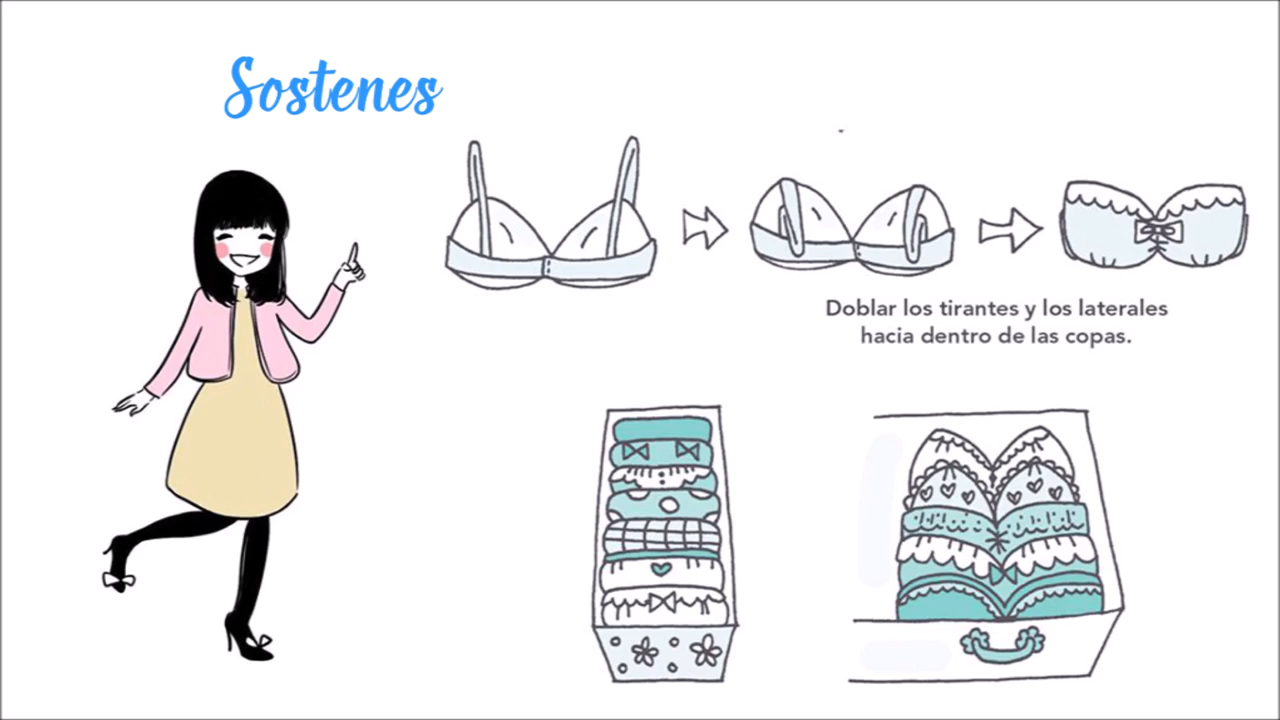 Sostenes
Doblar los tirantes y los laterales
hacia dentro de las copas.